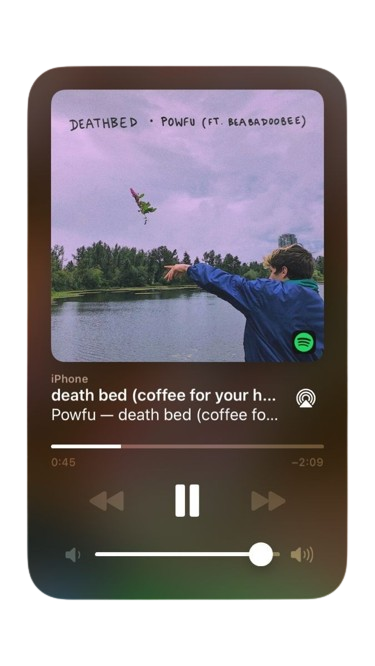 DEATHBED • POWFU (FT. BEABADOOBEE)
iPhone
death bed (coffee for your h...
Powfu — death bed (coffee fo...
0:45
–2:09